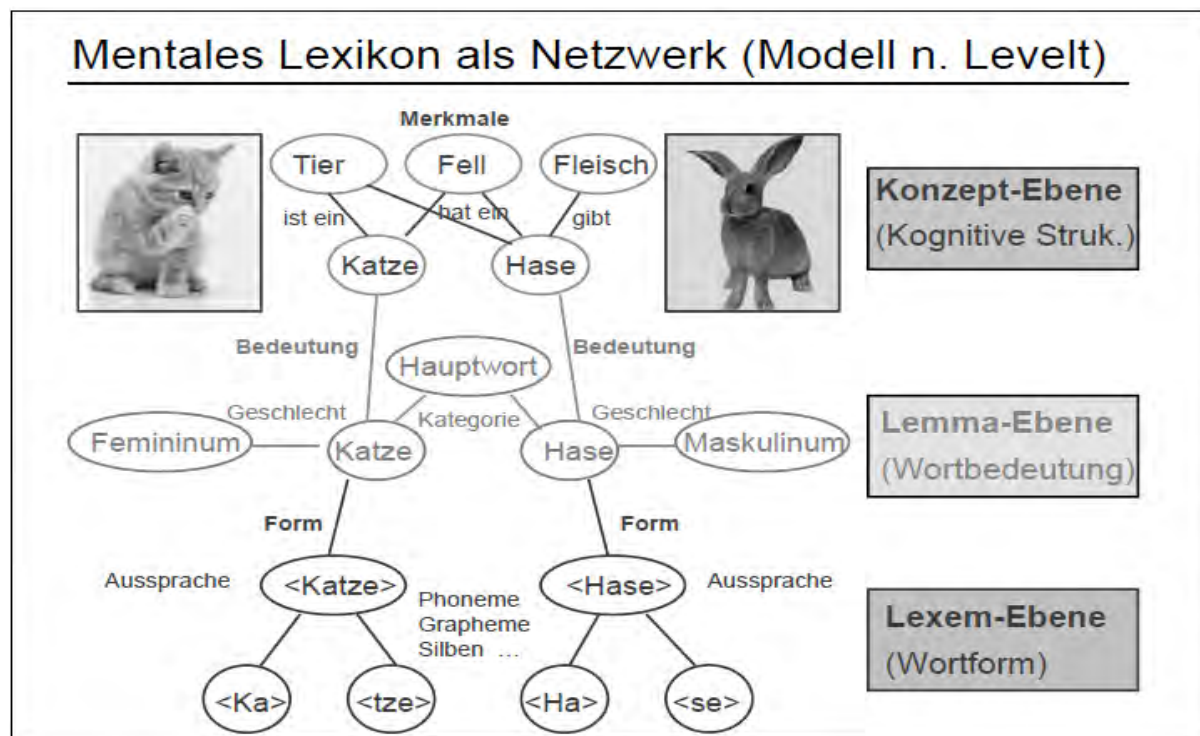 Mentales Lexikon als Netzwerk (Modell n. Levelt)
Merkmale
Tier
Fell
Fleisch
ist ein
hat ein
gibt
Katze
Hase
Konzept-Ebene
(Kognitive Struk.)
Bedeutung
Bedeutung
Hauptwort
Geschlecht
Kategorie
Geschlecht
Femininum
Katze
Hase
Maskulinum
Lemma-Ebene
(Wortbedeutung)
Form
Form
Aussprache
<Katze>
Phoneme
Grapheme
Silben ...
<Hase>
Aussprache
<Ka>
<tze>
<Ha>
<se>
Lexem-Ebene
(Wortform)